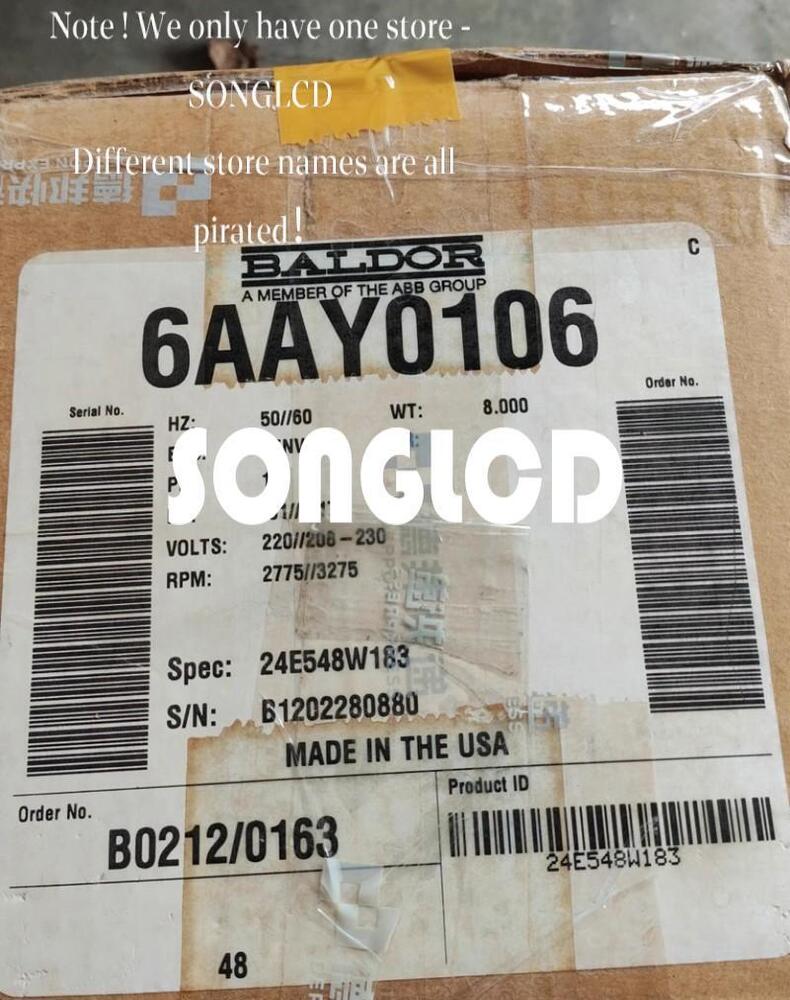 Note ! We only have one store -
SONGLCD
Different store names are all
pirated !
BALDOR
A MEMBER OF THE ABB GROUP
C
6AAY0106
Serial No.
Order No.
HZ: 50//60 WT: 8.000
SONGLCD
VOLTS: 220//208-230
RPM: 2775//3275
Spec: 24E548W183
S/N: B1202280880
MADE IN THE USA
Order No.
B0212/0163
Product ID
24E548W183
48